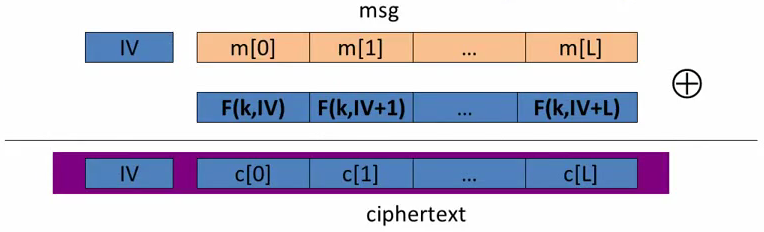 msg
IV m[0] m[1] ... m[L]
⊕
F(k,IV) F(k,IV+1) ... F(k,IV+L)
IV c[0] c[1] ... c[L]
ciphertext